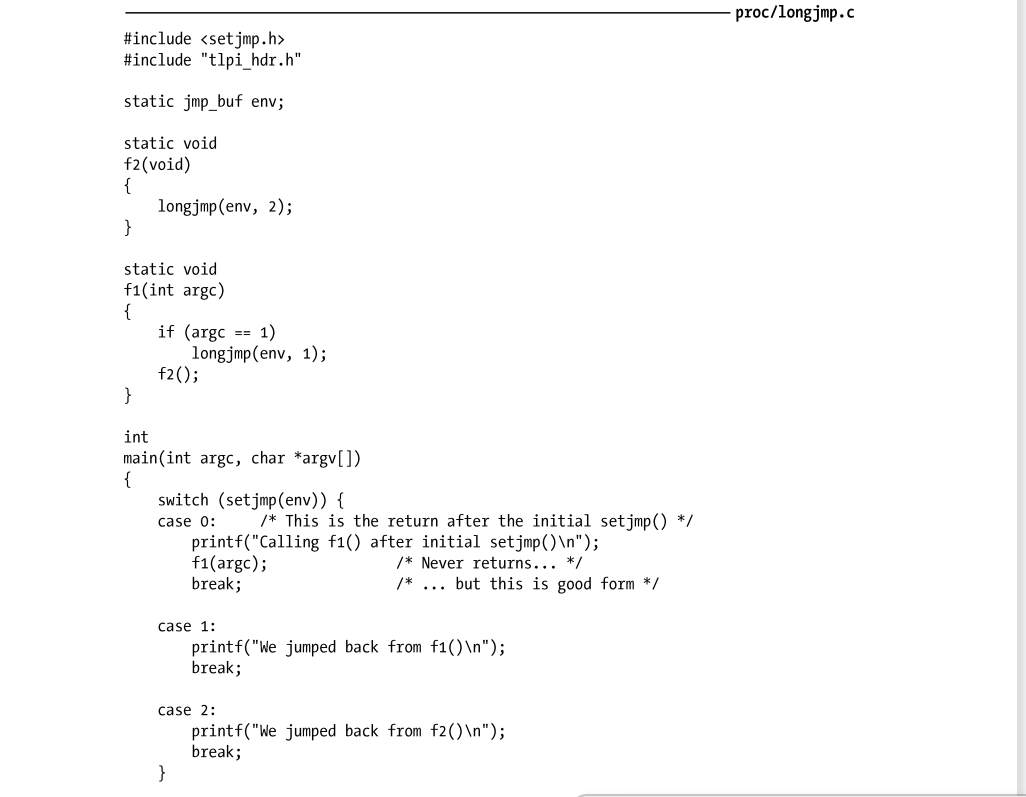 proc/longjmp.c
#include <setjmp.h>
#include "tlpi_hdr.h"

static jmp_buf env;

static void
f2(void)
{
    longjmp(env, 2);
}

static void
f1(int argc)
{
    if (argc == 1)
        longjmp(env, 1);
    f2();
}

int
main(int argc, char *argv[])
{
    switch (setjmp(env)) {
    case 0:     /* This is the return after the initial setjmp() */
        printf("Calling f1() after initial setjmp()\n");
        f1(argc);               /* Never returns... */
        break;                  /* ... but this is good form */

    case 1:
        printf("We jumped back from f1()\n");
        break;

    case 2:
        printf("We jumped back from f2()\n");
        break;
    }